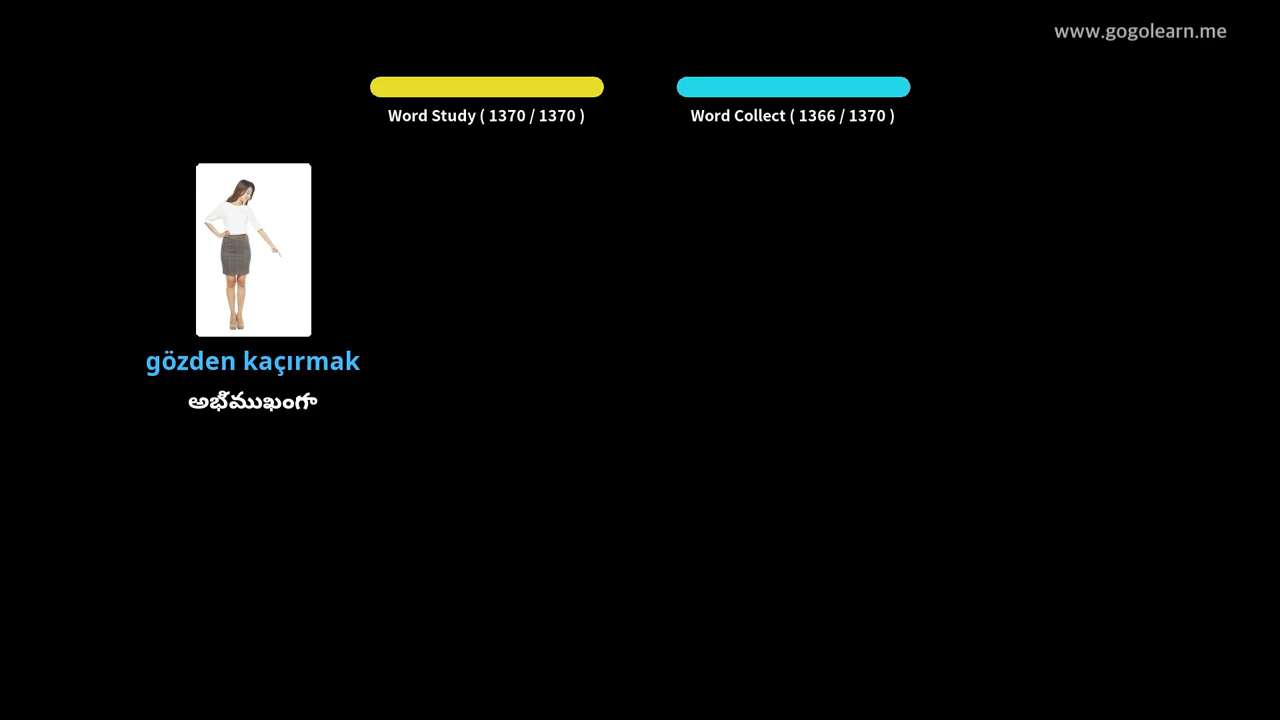 www.gogolearn.me
Word Study ( 1370 / 1370 )
Word Collect ( 1366 / 1370 )
gözden kaçırmak
అభిముఖంగా